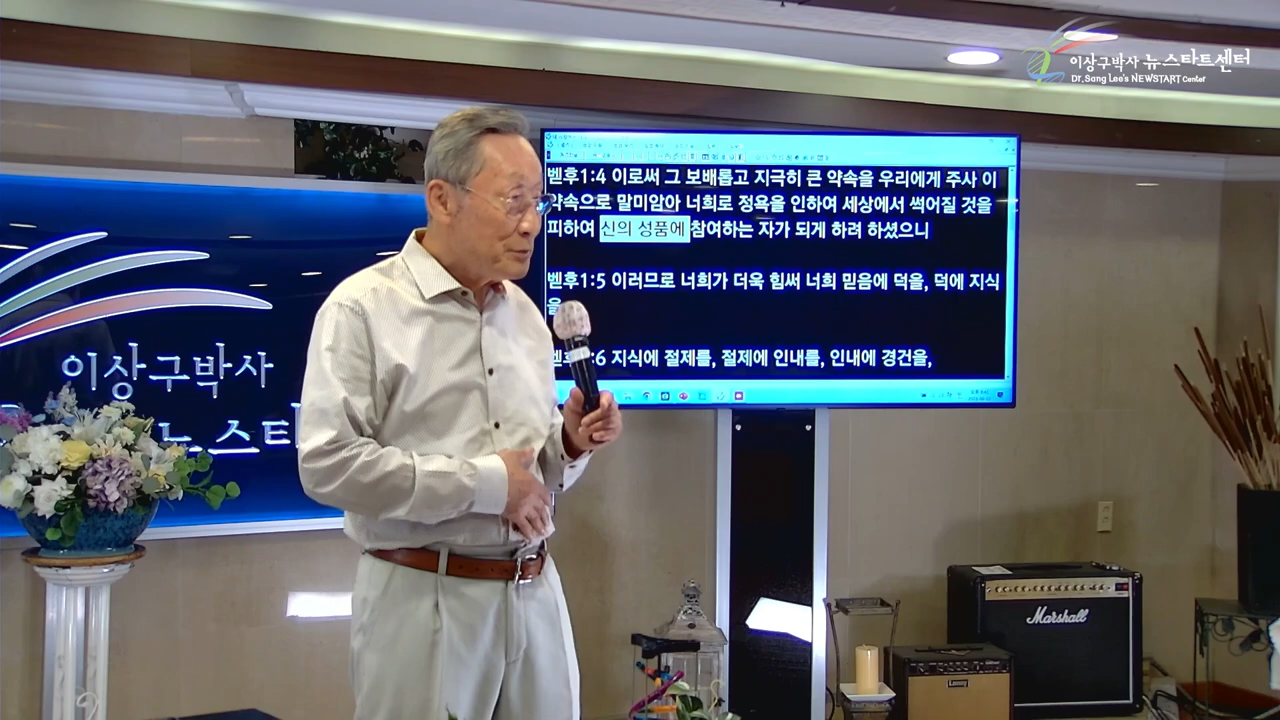 이상구박사 뉴스타트센터
Dr. Sang Lee's NEWSTART Center
벧후1:4 이로써 그 보배롭고 지극히 큰 약속을 우리에게 주사 이
약속으로 말미암아 너희로 정욕을 인하여 세상에서 썩어질 것을
피하여 신의 성품에 참여하는 자가 되게 하려 하셨으니
벧후1:5 이러므로 너희가 더욱 힘써 너희 믿음에 덕을, 덕에 지식
을,
벧후1:6 지식에 절제를, 절제에 인내를, 인내에 경건을,
이상구박사
뉴스타
Marshall
Laney